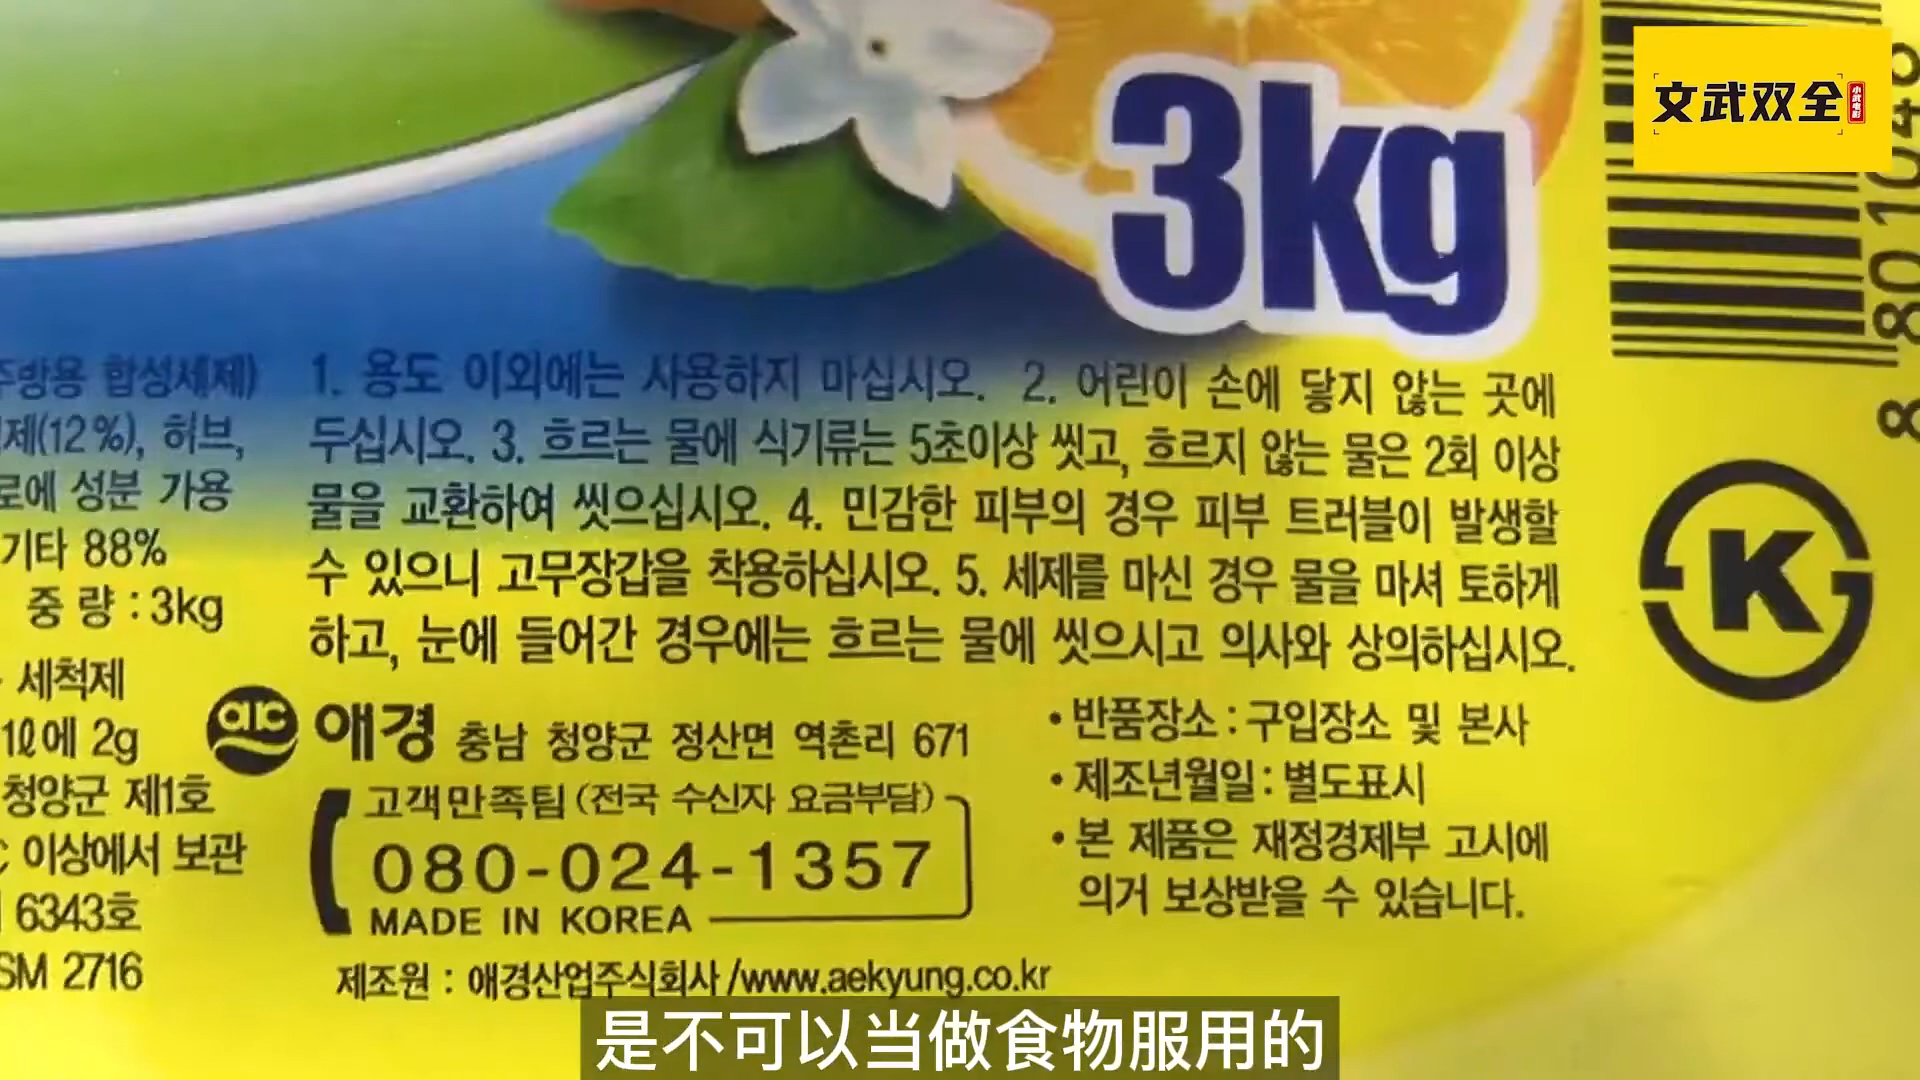 3kg
文武双全
小武电影
주방용 합성세제)
제(12%), 허브,
로에 성분 가용
기타 88%
중 량 : 3kg
세척제
1ℓ에 2g
청양군 제1호
이상에서 보관
6343호
SM 2716
1. 용도 이외에는 사용하지 마십시오. 2. 어린이 손에 닿지 않는 곳에
두십시오. 3. 흐르는 물에 식기류는 5초이상 씻고, 흐르지 않는 물은 2회 이상
물을 교환하여 씻으십시오. 4. 민감한 피부의 경우 피부 트러블이 발생할
수 있으니 고무장갑을 착용하십시오. 5. 세제를 마신 경우 물을 마셔 토하게
하고, 눈에 들어간 경우에는 흐르는 물에 씻으시고 의사와 상의하십시오.
K
aic 애경 충남 청양군 정산면 역촌리 671
고객만족팀 (전국 수신자 요금부담)
080-024-1357
MADE IN KOREA
• 반품장소 : 구입장소 및 본사
• 제조년월일 : 별도표시
• 본 제품은 재정경제부 고시에
의거 보상받을 수 있습니다.
제조원 : 애경산업주식회사/www.aekyung.co.kr
是不可以当做食物服用的